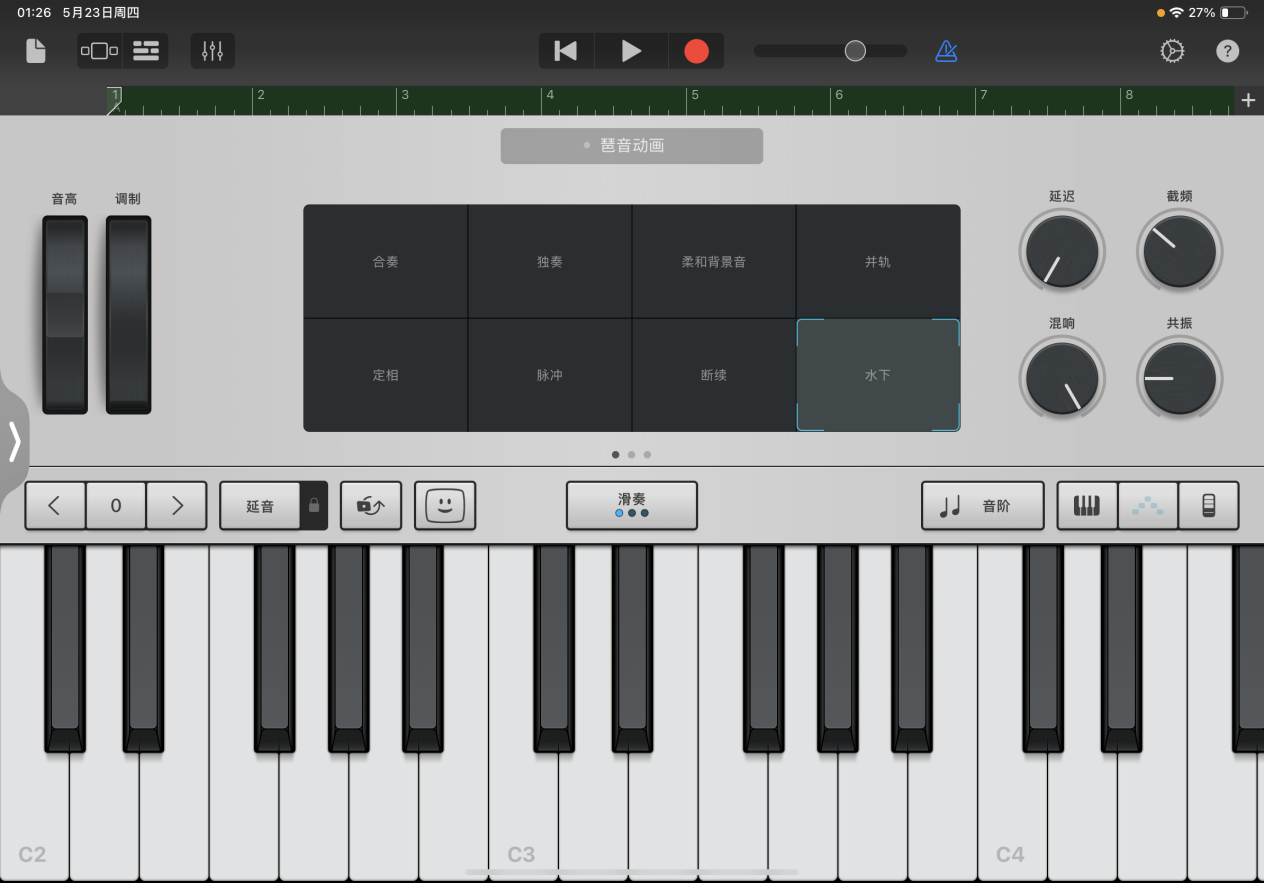 01:26 5月23日周四
27%
?
1 2 3 4 5 6 7 8 +
琶音动画
音高 调制
延迟 截频
合奏 独奏 柔和背景音 并轨
混响 共振
定相 脉冲 断续 水下
0 延音 滑奏 音阶
C2 C3 C4